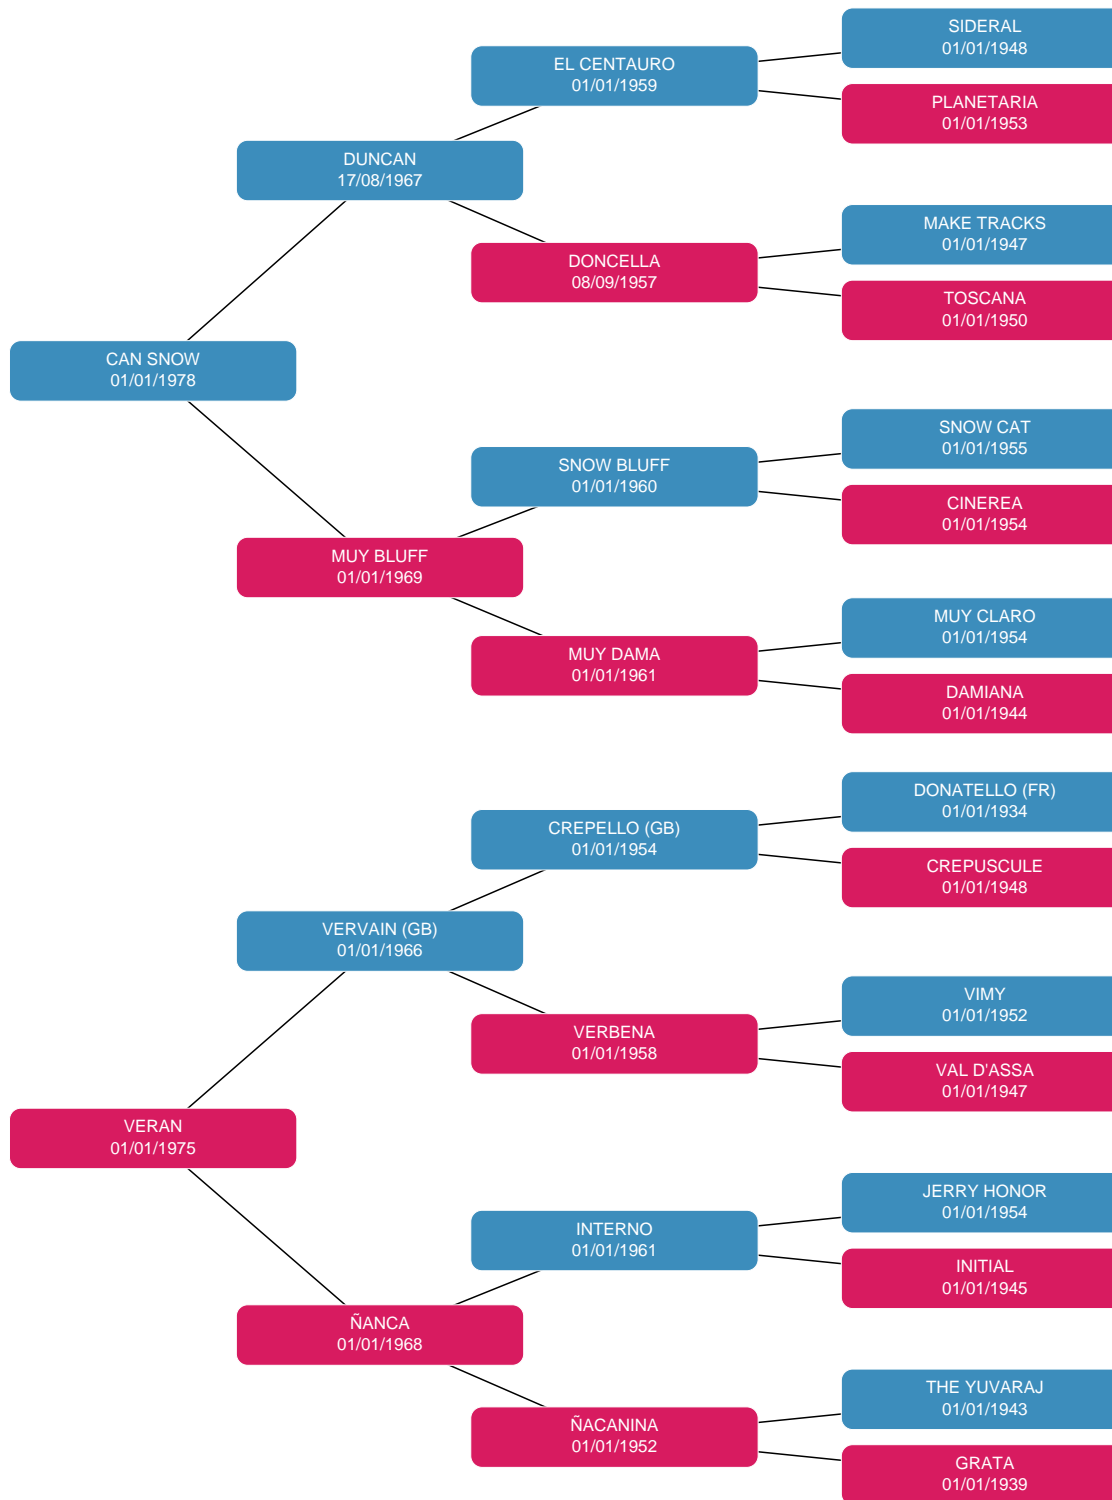 SIDERAL
01/01/1948
EL CENTAURO
01/01/1959
PLANETARIA
01/01/1953
DUNCAN
17/08/1967
MAKE TRACKS
01/01/1947
DONCELLA
08/09/1957
TOSCANA
01/01/1950
CAN SNOW
01/01/1978
SNOW CAT
01/01/1955
SNOW BLUFF
01/01/1960
CINEREA
01/01/1954
MUY BLUFF
01/01/1969
MUY CLARO
01/01/1954
MUY DAMA
01/01/1961
DAMIANA
01/01/1944
DONATELLO (FR)
01/01/1934
CREPELLO (GB)
01/01/1954
CREPUSCULE
01/01/1948
VERVAIN (GB)
01/01/1966
VIMY
01/01/1952
VERBENA
01/01/1958
VAL D'ASSA
01/01/1947
VERAN
01/01/1975
JERRY HONOR
01/01/1954
INTERNO
01/01/1961
INITIAL
01/01/1945
ÑANCA
01/01/1968
THE YUVARAJ
01/01/1943
ÑACANINA
01/01/1952
GRATA
01/01/1939